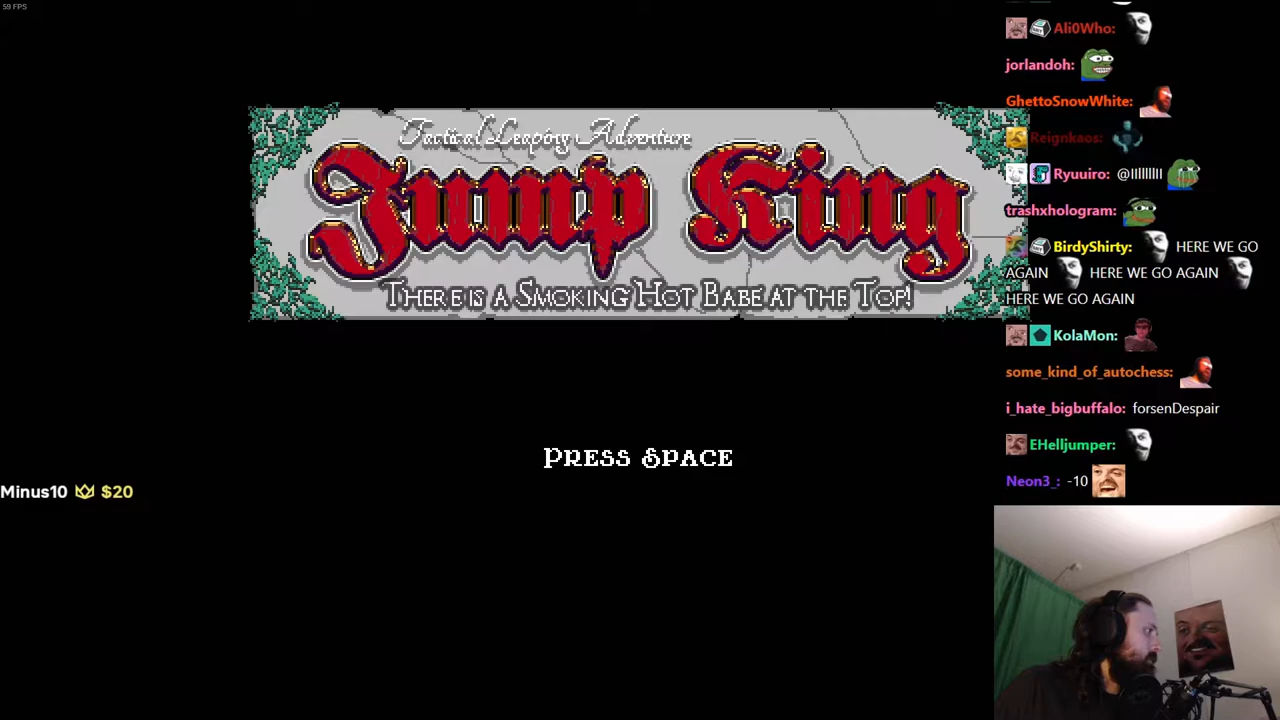 59 FPS
Tactical Leaping Adventure
Jump King
There is a Smoking Hot Babe at the Top!
Press Space
Minus10 $20
Ali0Who:
jorlandoh:
GhettoSnowWhite:
Reignkaos:
Ryuuiro: @llllllll
trashxhologram:
BirdyShirty: HERE WE GO
AGAIN HERE WE GO AGAIN
HERE WE GO AGAIN
KolaMon:
some_kind_of_autochess:
i_hate_bigbuffalo: forsenDespair
EHelljumper:
Neon3_: -10